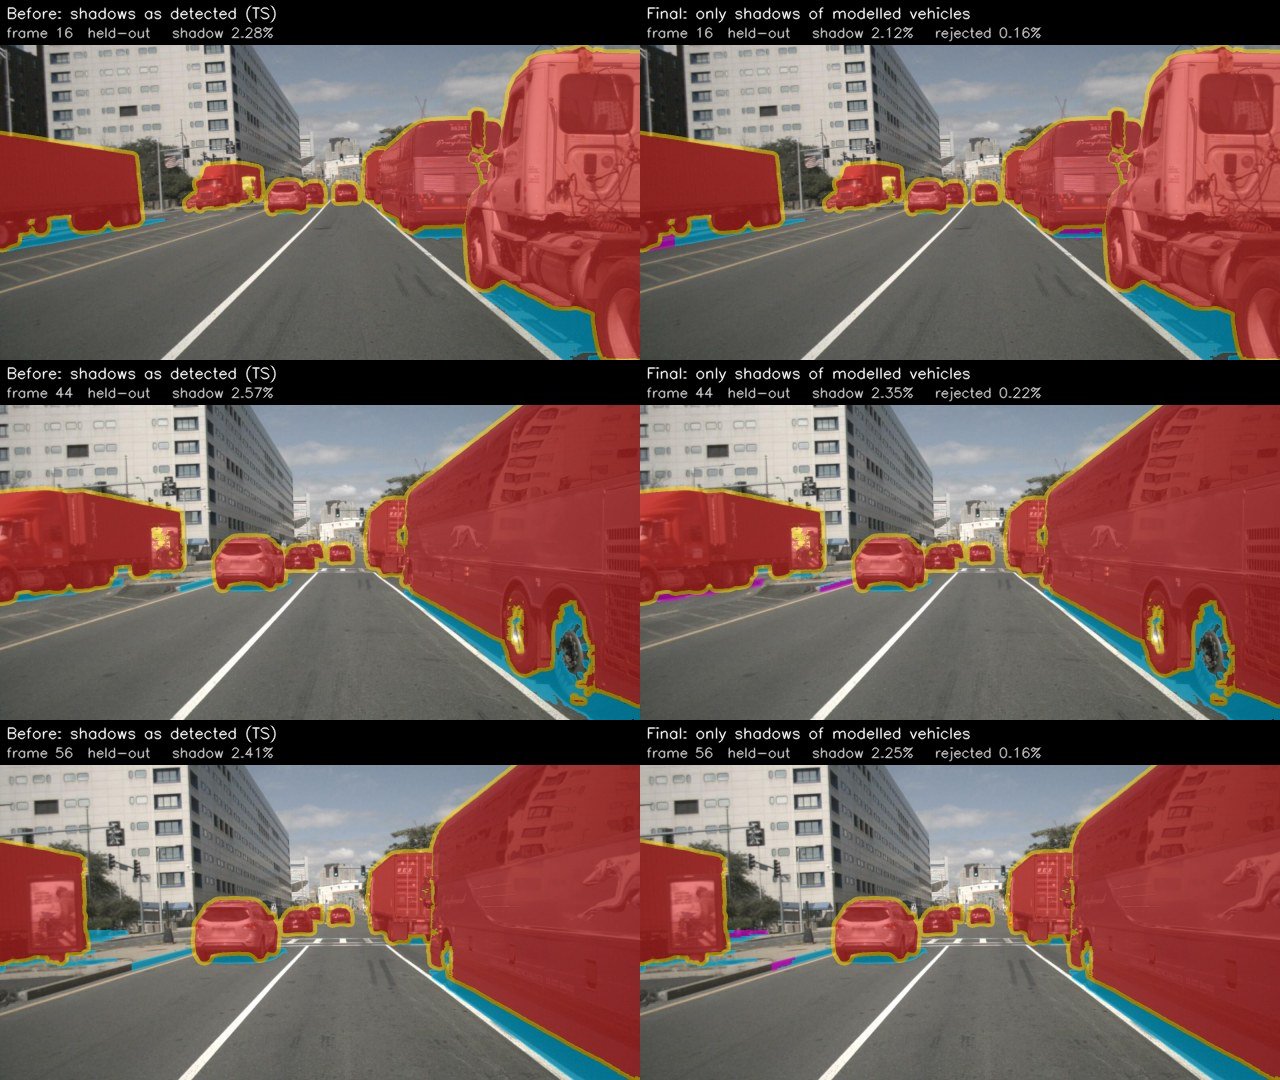 Before: shadows as detected (TS)
frame 16 held-out shadow 2.28%
Final: only shadows of modelled vehicles
frame 16 held-out shadow 2.12% rejected 0.16%
Before: shadows as detected (TS)
frame 44 held-out shadow 2.57%
Final: only shadows of modelled vehicles
frame 44 held-out shadow 2.35% rejected 0.22%
Before: shadows as detected (TS)
frame 56 held-out shadow 2.41%
Final: only shadows of modelled vehicles
frame 56 held-out shadow 2.25% rejected 0.16%